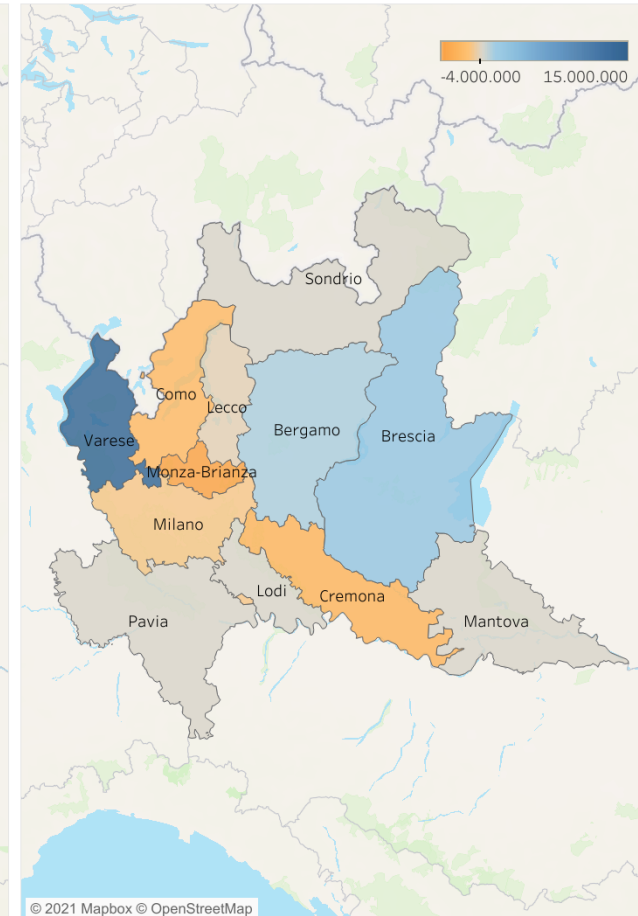 -4.000.000 15.000.000
Sondrio
Como
Lecco
Bergamo
Brescia
Varese
Monza-Brianza
Milano
Lodi
Cremona
Pavia
Mantova
© 2021 Mapbox © OpenStreetMap